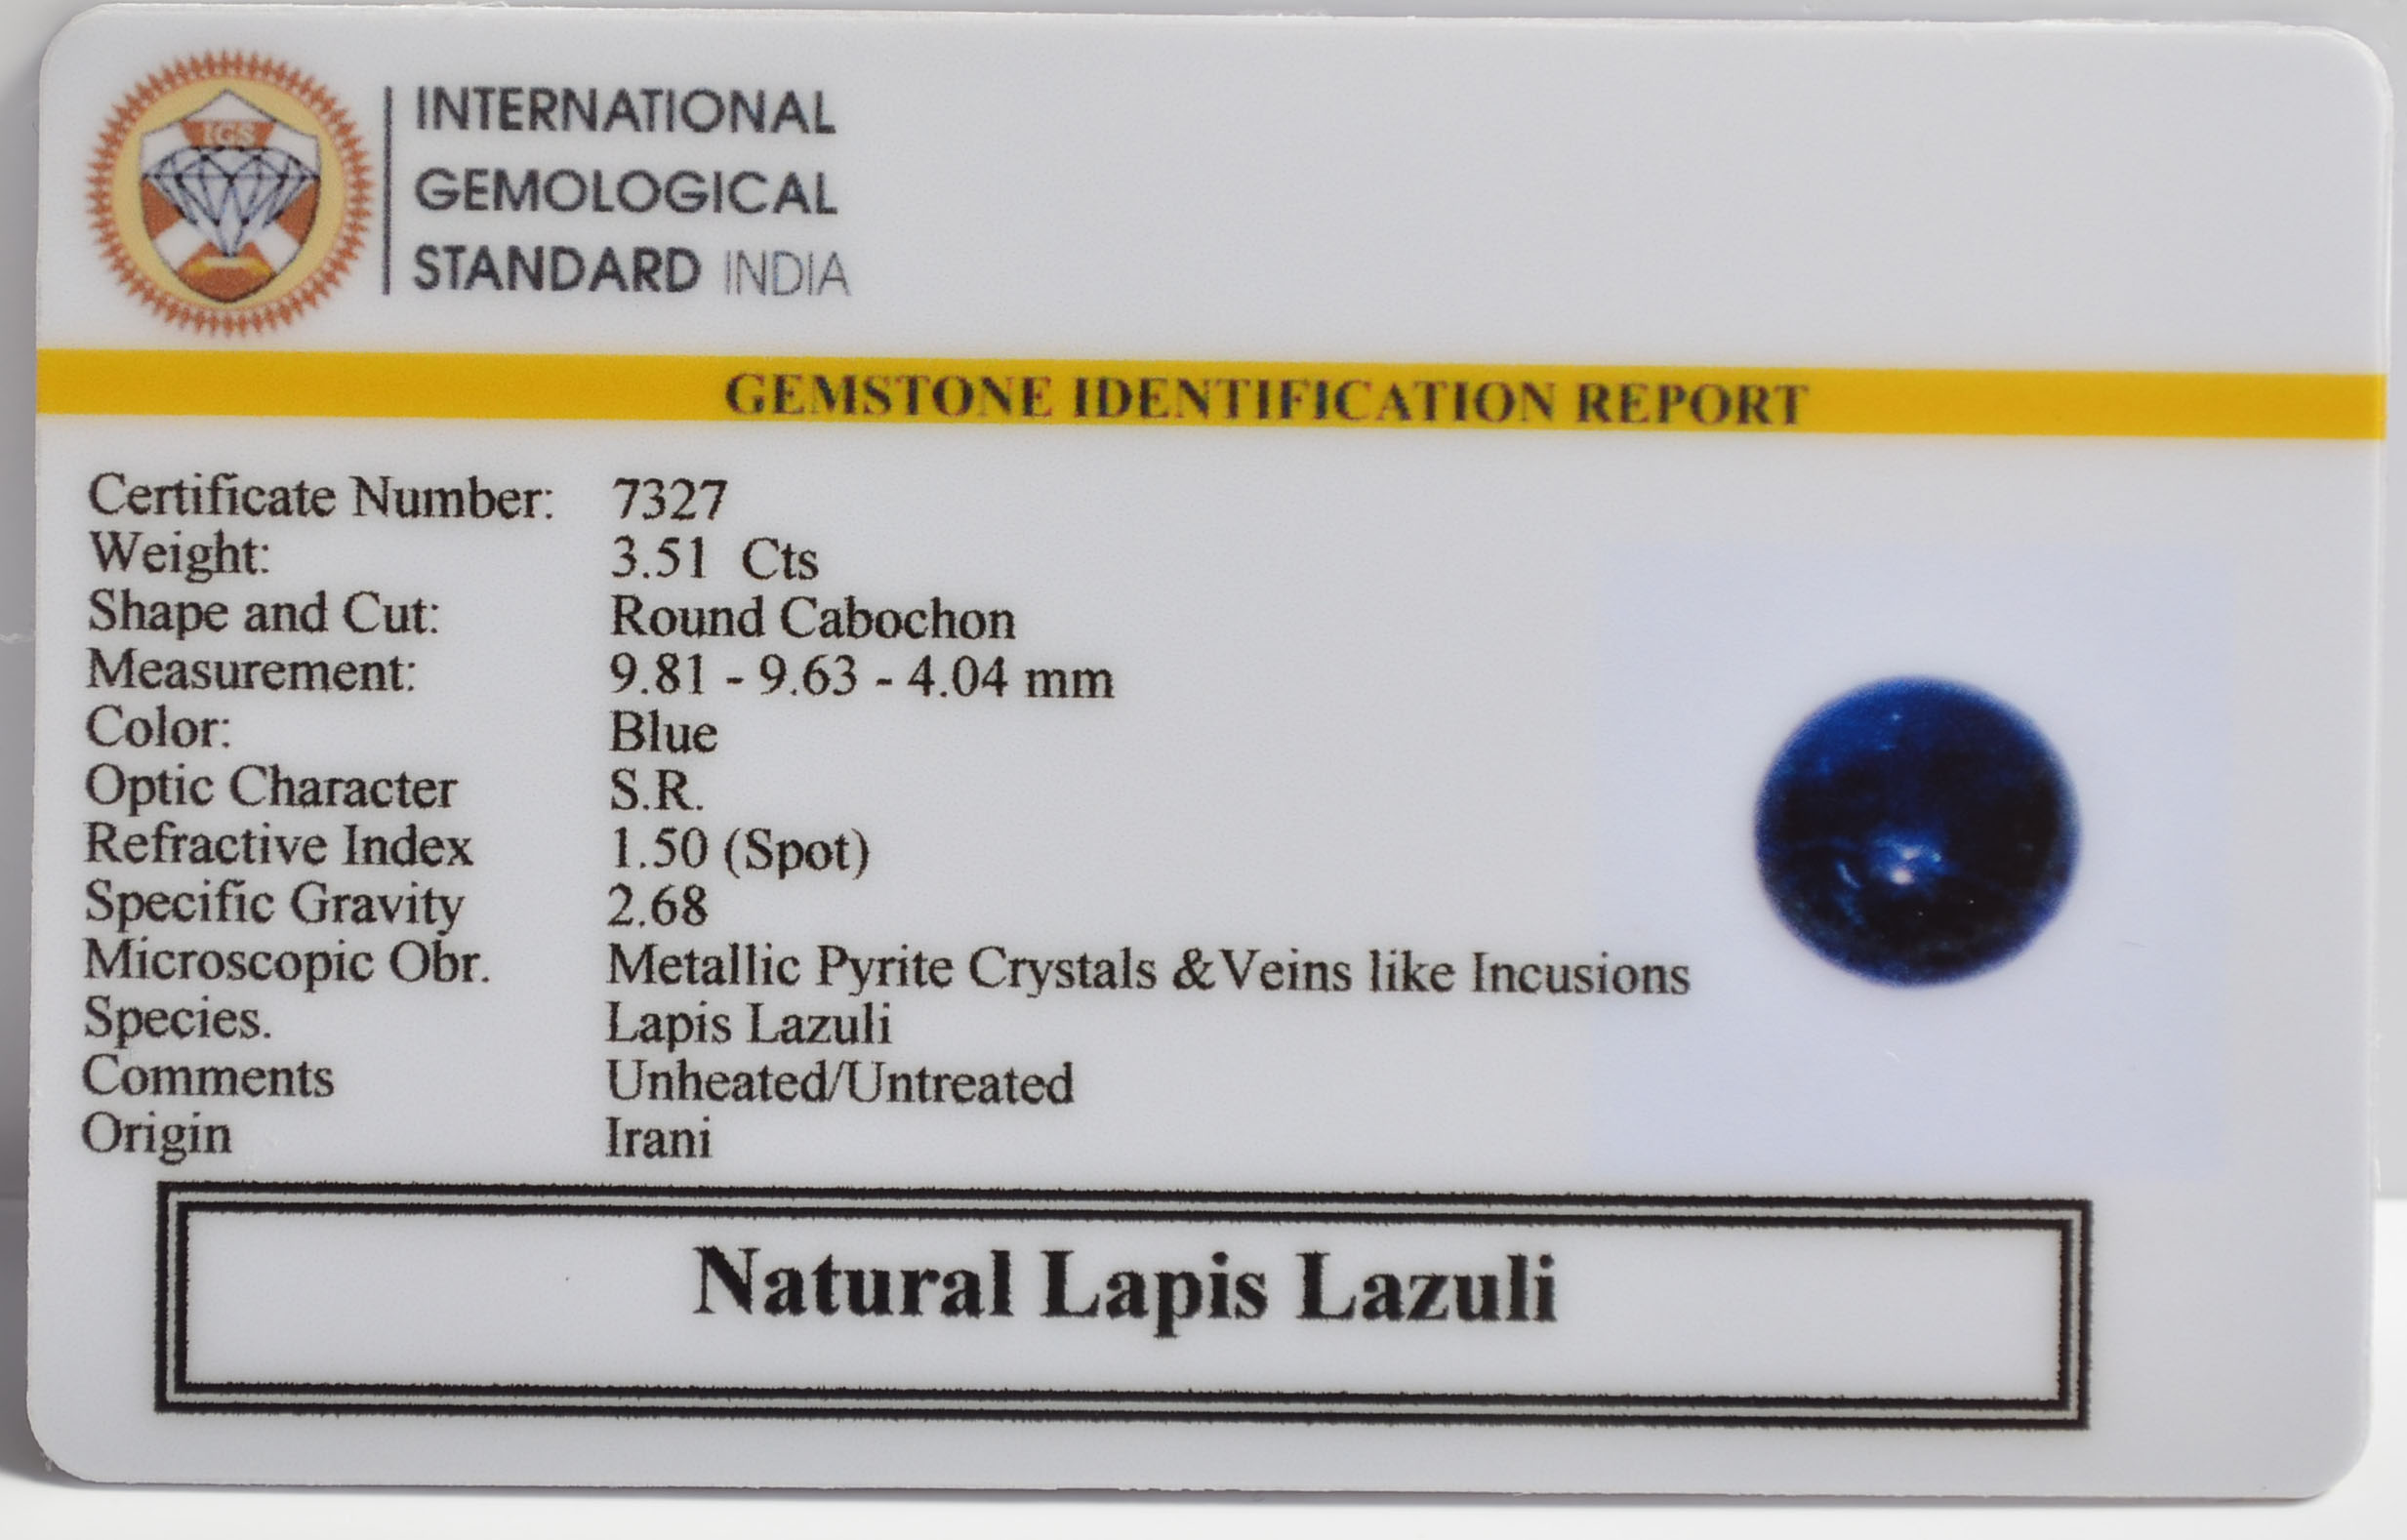 IGS
INTERNATIONAL
GEMOLOGICAL
STANDARD INDIA
GEMSTONE IDENTIFICATION REPORT
Certificate Number: 7327
Weight: 3.51 Cts
Shape and Cut: Round Cabochon
Measurement: 9.81 - 9.63 - 4.04 mm
Color: Blue
Optic Character S.R.
Refractive Index 1.50 (Spot)
Specific Gravity 2.68
Microscopic Obr. Metallic Pyrite Crystals &Veins like Incusions
Species. Lapis Lazuli
Comments Unheated/Untreated
Origin Irani
Natural Lapis Lazuli